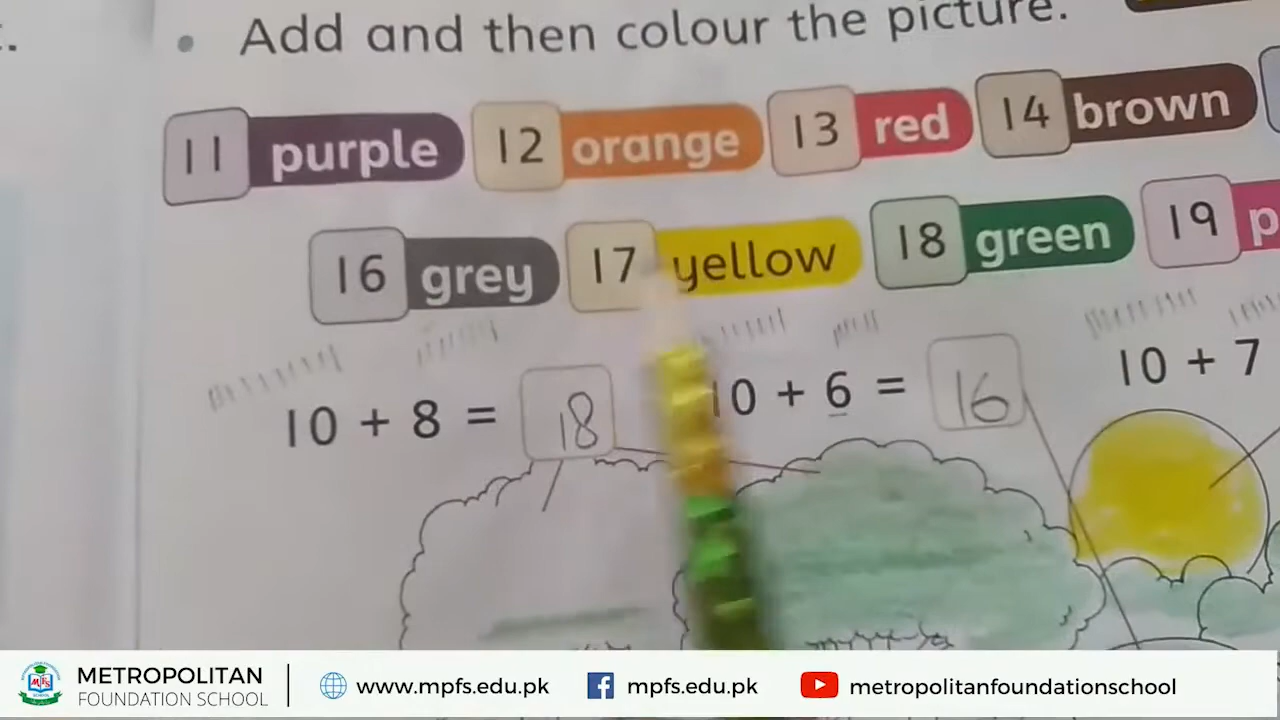 • Add and then colour the picture.
11 purple 12 orange 13 red 14 brown
16 grey 17 yellow 18 green 19 p
10 + 8 = 18 10 + 6 = 16 10 + 7
METROPOLITAN
FOUNDATION SCHOOL
www.mpfs.edu.pk mpfs.edu.pk metropolitanfoundationschool